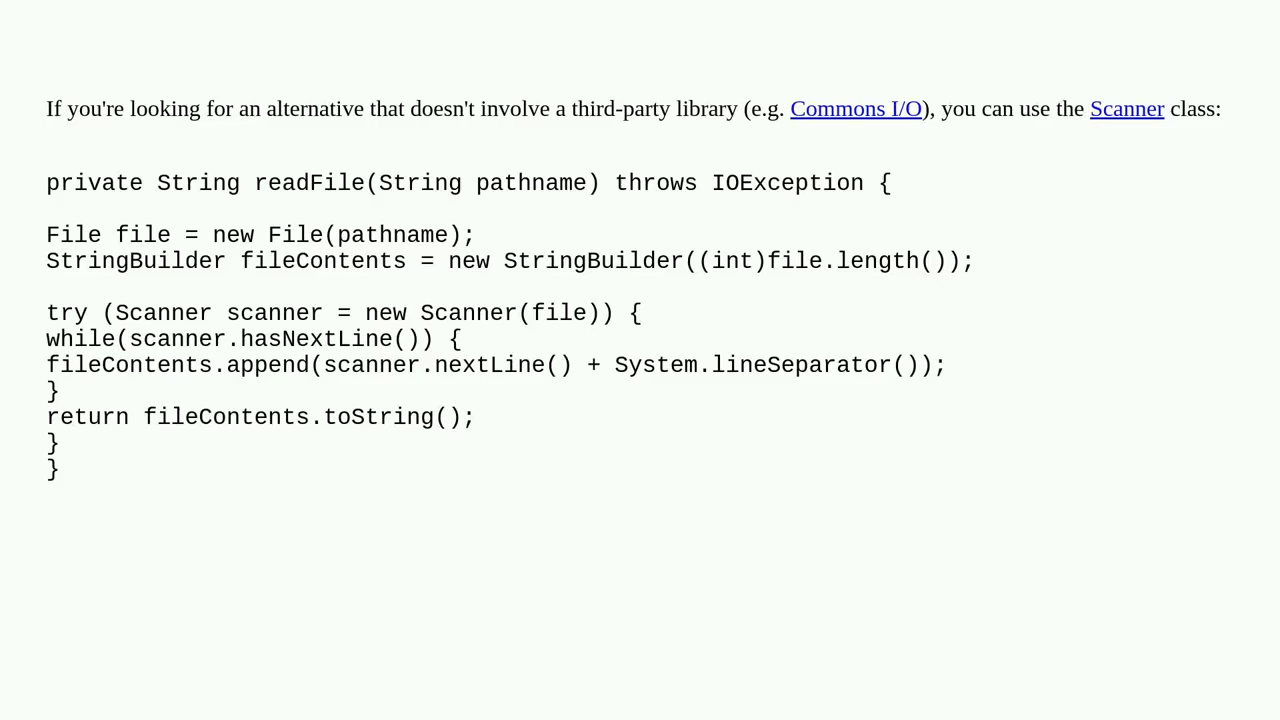 If you're looking for an alternative that doesn't involve a third-party library (e.g. Commons I/O), you can use the Scanner class:
private String readFile(String pathname) throws IOException {
File file = new File(pathname);
StringBuilder fileContents = new StringBuilder((int)file.length());
try (Scanner scanner = new Scanner(file)) {
while(scanner.hasNextLine()) {
fileContents.append(scanner.nextLine() + System.lineSeparator());
}
return fileContents.toString();
}
}